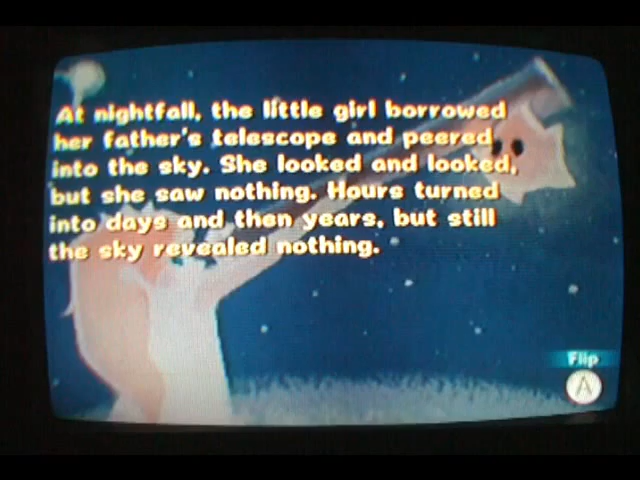 At nightfall, the little girl borrowed
her father's telescope and peered
into the sky. She looked and looked,
but she saw nothing. Hours turned
into days and then years, but still
the sky revealed nothing.
Flip
A